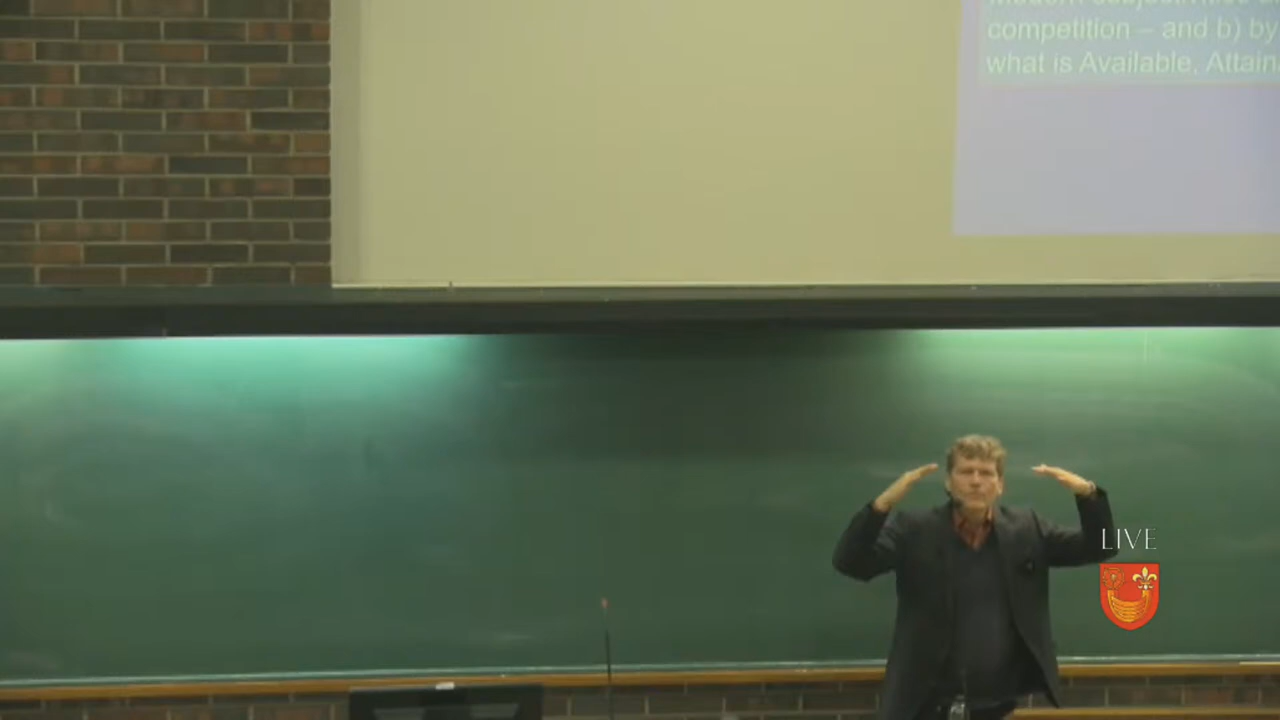 competition – and b) by
what is Available, Attain
LIVE